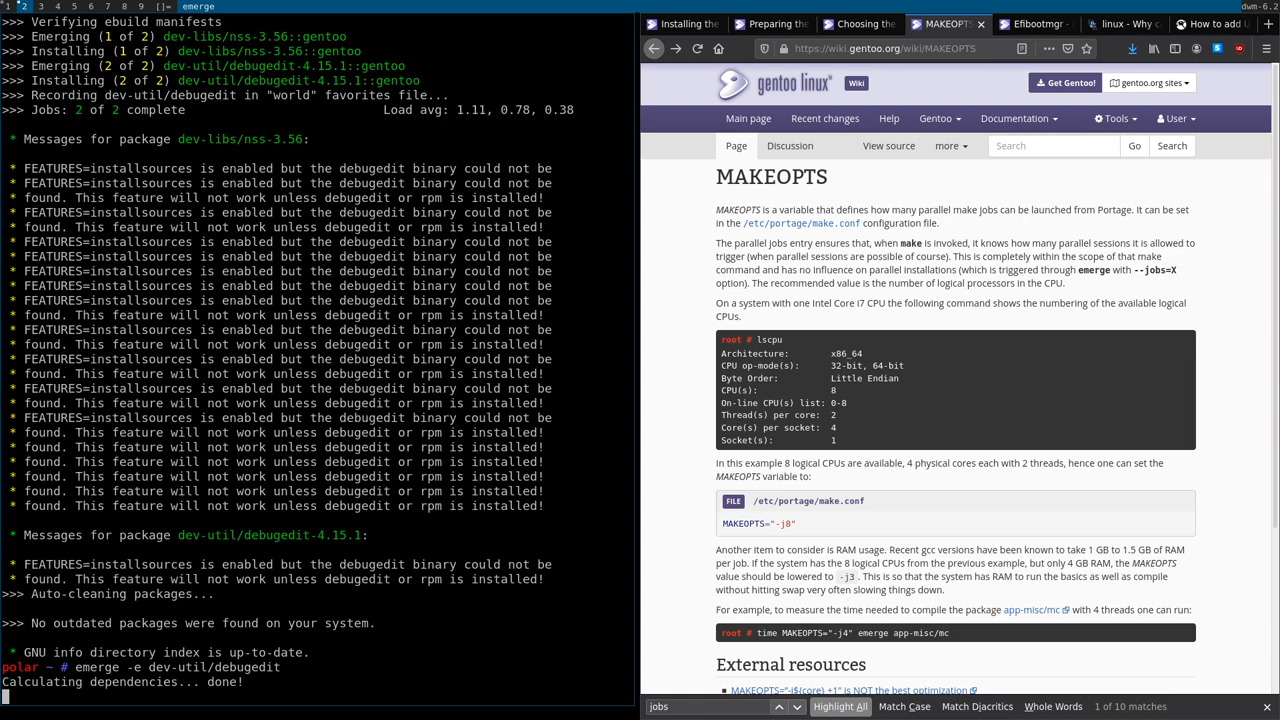 1 2 3 4 5 6 7 8 9 []= emerge dwm-6.2
>>> Verifying ebuild manifests
>>> Emerging (1 of 2) dev-libs/nss-3.56::gentoo
>>> Installing (1 of 2) dev-libs/nss-3.56::gentoo
>>> Emerging (2 of 2) dev-util/debugedit-4.15.1::gentoo
>>> Installing (2 of 2) dev-util/debugedit-4.15.1::gentoo
>>> Recording dev-util/debugedit in "world" favorites file...
>>> Jobs: 2 of 2 complete Load avg: 1.11, 0.78, 0.38
* Messages for package dev-libs/nss-3.56:
* FEATURES=installsources is enabled but the debugedit binary could not be
* FEATURES=installsources is enabled but the debugedit binary could not be
* found. This feature will not work unless debugedit or rpm is installed!
* FEATURES=installsources is enabled but the debugedit binary could not be
* found. This feature will not work unless debugedit or rpm is installed!
* FEATURES=installsources is enabled but the debugedit binary could not be
* FEATURES=installsources is enabled but the debugedit binary could not be
* FEATURES=installsources is enabled but the debugedit binary could not be
* FEATURES=installsources is enabled but the debugedit binary could not be
* FEATURES=installsources is enabled but the debugedit binary could not be
* found. This feature will not work unless debugedit or rpm is installed!
* FEATURES=installsources is enabled but the debugedit binary could not be
* found. This feature will not work unless debugedit or rpm is installed!
* FEATURES=installsources is enabled but the debugedit binary could not be
* found. This feature will not work unless debugedit or rpm is installed!
* FEATURES=installsources is enabled but the debugedit binary could not be
* found. This feature will not work unless debugedit or rpm is installed!
* FEATURES=installsources is enabled but the debugedit binary could not be
* found. This feature will not work unless debugedit or rpm is installed!
* found. This feature will not work unless debugedit or rpm is installed!
* found. This feature will not work unless debugedit or rpm is installed!
* found. This feature will not work unless debugedit or rpm is installed!
* found. This feature will not work unless debugedit or rpm is installed!
* found. This feature will not work unless debugedit or rpm is installed!
* Messages for package dev-util/debugedit-4.15.1:
* FEATURES=installsources is enabled but the debugedit binary could not be
* found. This feature will not work unless debugedit or rpm is installed!
>>> Auto-cleaning packages...
>>> No outdated packages were found on your system.
* GNU info directory index is up-to-date.
polar ~ # emerge -e dev-util/debugedit
Calculating dependencies... done!
Installing the Preparing the Choosing the MAKEOPTS Efibootmgr - linux - Why c How to add U
https://wiki.gentoo.org/wiki/MAKEOPTS
gentoo linux Wiki Get Gentoo! gentoo.org sites
Main page Recent changes Help Gentoo Documentation Tools User
Page Discussion View source more Search Go Search
MAKEOPTS
MAKEOPTS is a variable that defines how many parallel make jobs can be launched from Portage. It can be set
in the /etc/portage/make.conf configuration file.
The parallel jobs entry ensures that, when make is invoked, it knows how many parallel sessions it is allowed to
trigger (when parallel sessions are possible of course). This is completely within the scope of that make
command and has no influence on parallel installations (which is triggered through emerge with --jobs=X
option). The recommended value is the number of logical processors in the CPU.
On a system with one Intel Core i7 CPU the following command shows the numbering of the available logical
CPUs.
root # lscpu
Architecture: x86_64
CPU op-mode(s): 32-bit, 64-bit
Byte Order: Little Endian
CPU(s): 8
On-line CPU(s) list: 0-8
Thread(s) per core: 2
Core(s) per socket: 4
Socket(s): 1
In this example 8 logical CPUs are available, 4 physical cores each with 2 threads, hence one can set the
MAKEOPTS variable to:
FILE /etc/portage/make.conf
MAKEOPTS="-j8"
Another item to consider is RAM usage. Recent gcc versions have been known to take 1 GB to 1.5 GB of RAM
per job. If the system has the 8 logical CPUs from the previous example, but only 4 GB RAM, the MAKEOPTS
value should be lowered to -j3. This is so that the system has RAM to run the basics as well as compile
without hitting swap very often slowing things down.
For example, to measure the time needed to compile the package app-misc/mc with 4 threads one can run:
root # time MAKEOPTS="-j4" emerge app-misc/mc
External resources
MAKEOPTS="-j${core} +1" is NOT the best optimization
jobs Highlight All Match Case Match Diacritics Whole Words 1 of 10 matches